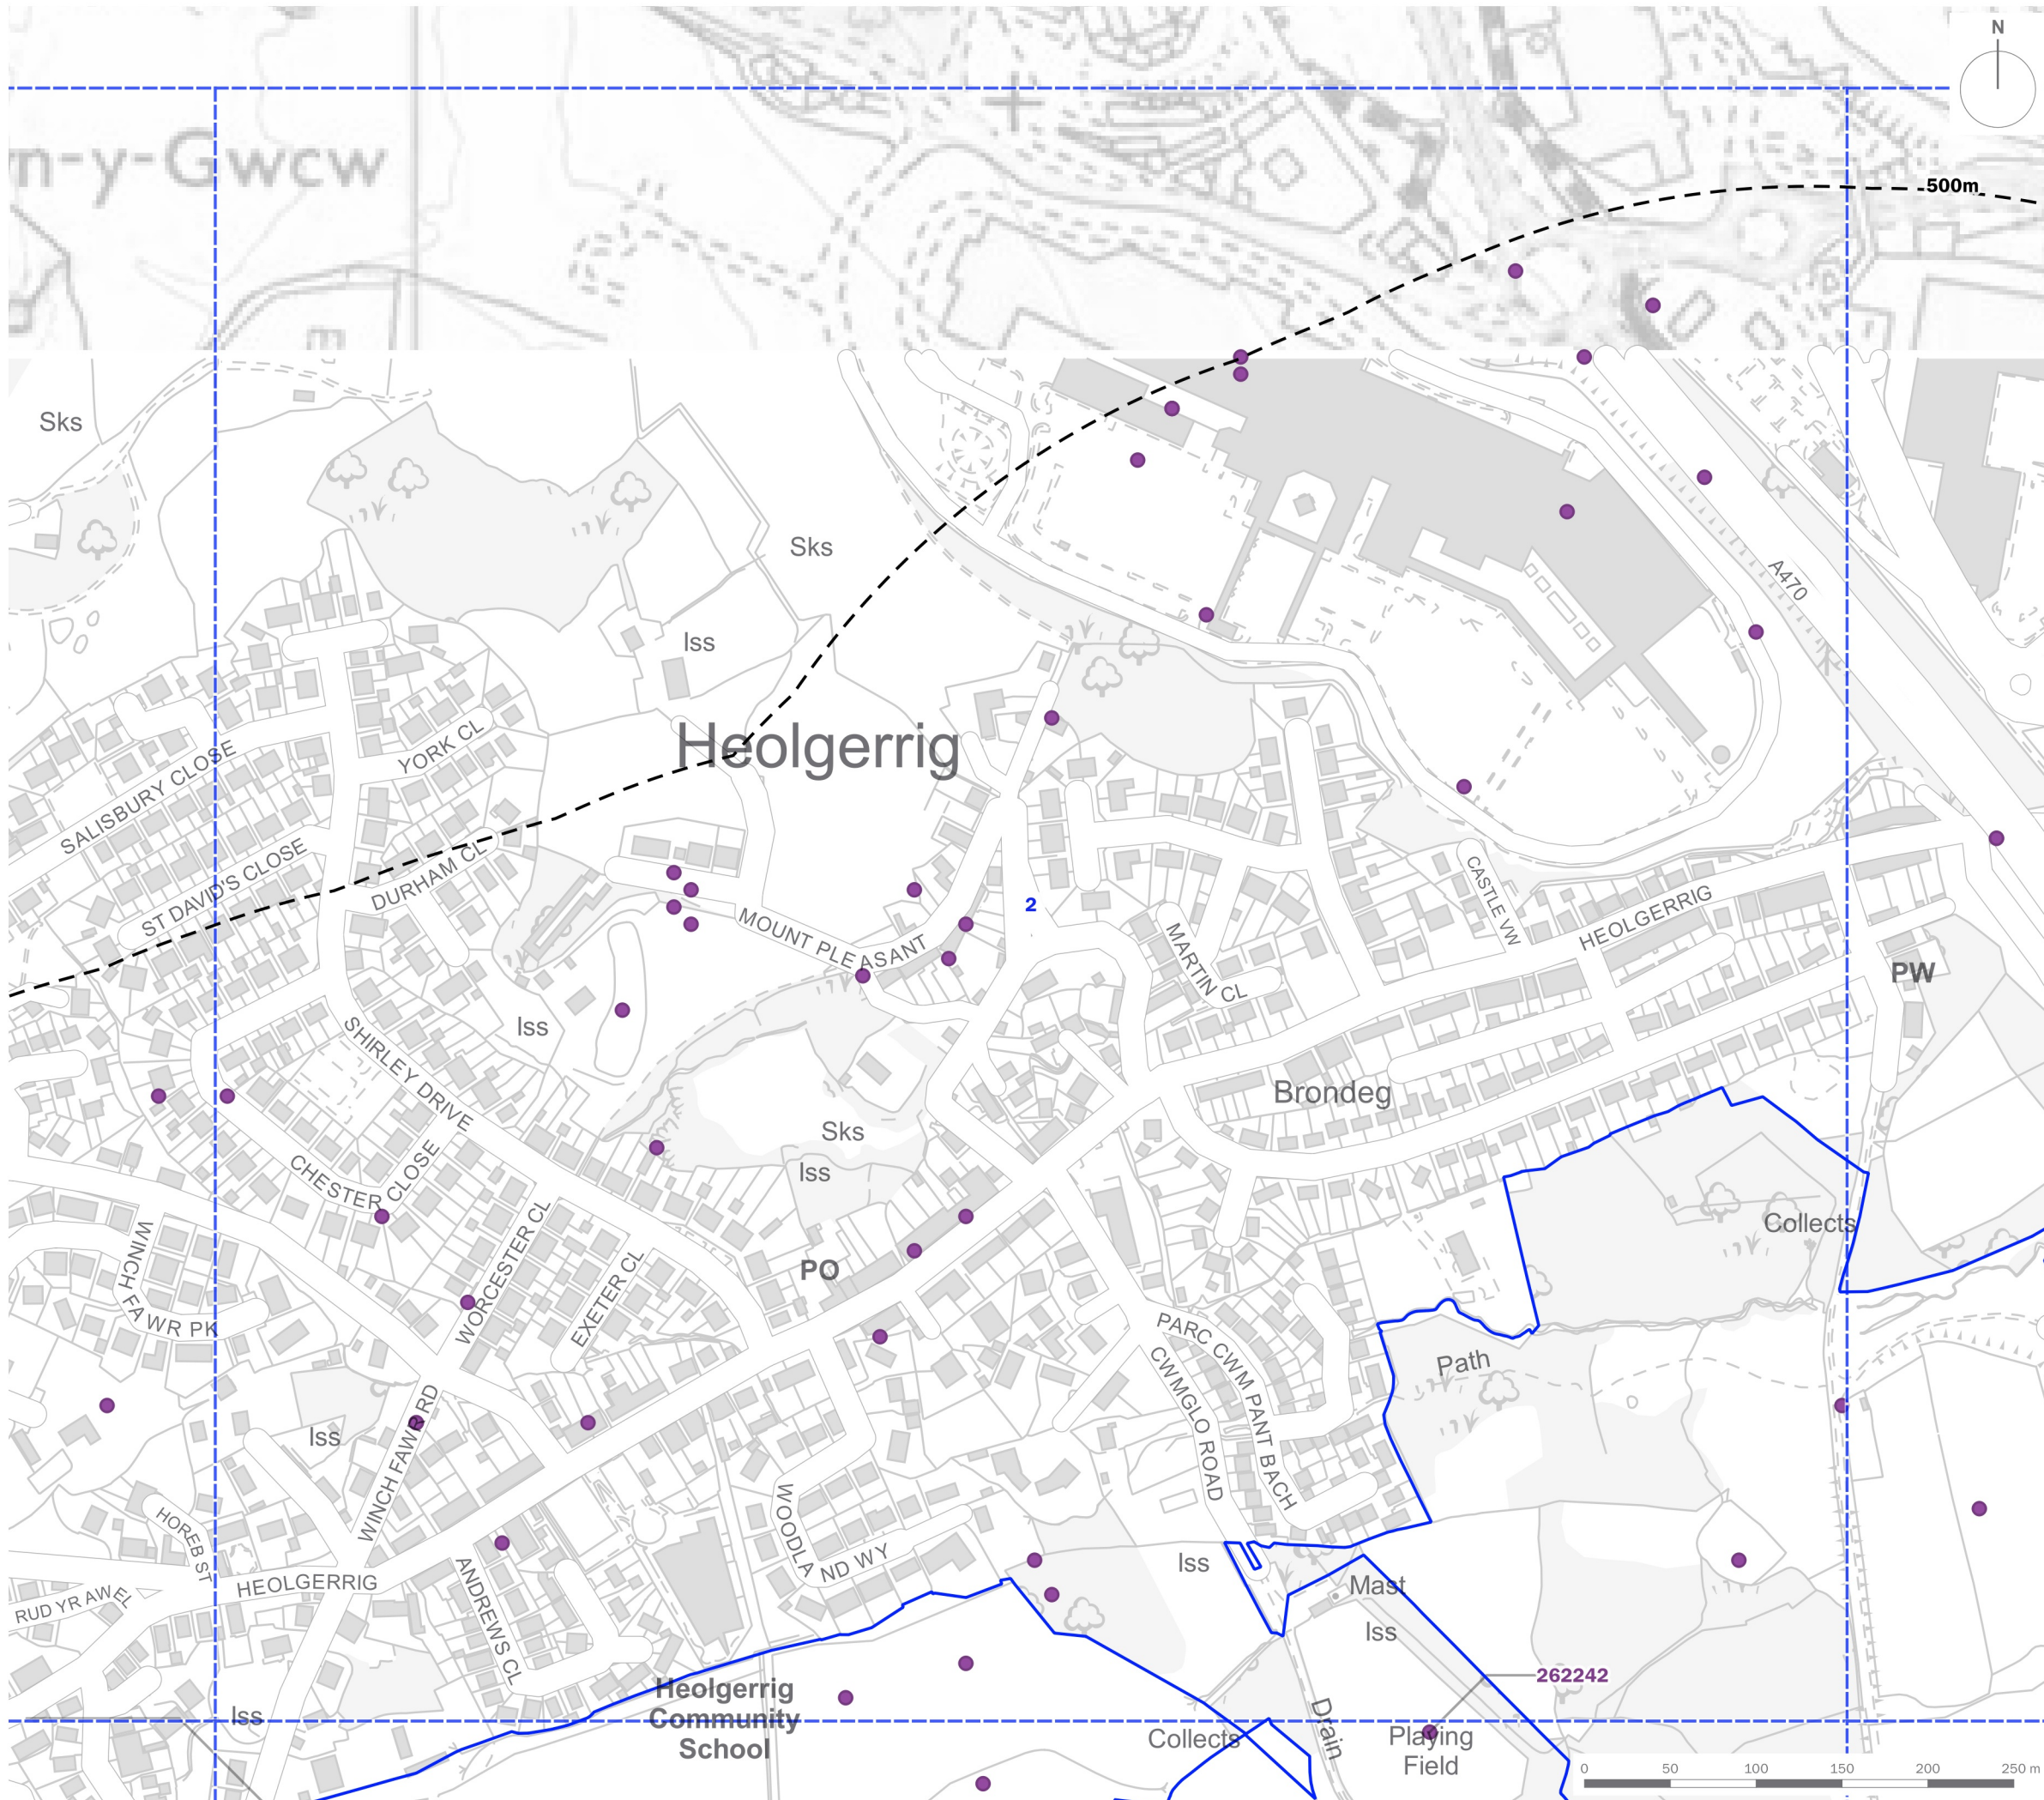 N
n-y-Gwcw
500m
Sks
Sks
A470
Iss
YORK CL
Heolgerrig
SALISBURY CLOSE
ST DAVID'S CLOSE
DURHAM CL
CASTLE VW
HEOLGERRIG
2
MOUNT PLEASANT
MARTIN CL
PW
Iss
SHIRLEY DRIVE
Brondeg
Sks
Iss
CHESTER CLOSE
Collects
WINCH FAWR PK
WORCESTER CL
EXETER CL
PO
PARC CWM PANT BACH
CWMGLO ROAD
Path
Iss
WINCH FAWR RD
HOREB ST
WOODLA
ND WY
Iss
Mast
HEOLGERRIG
ANDREWS CL
RUD YR AWEL
Iss
262242
Heolgerrig
Community
School
Iss
Collects
Drain
Playing
Field
0 50 100 150 200 250 m